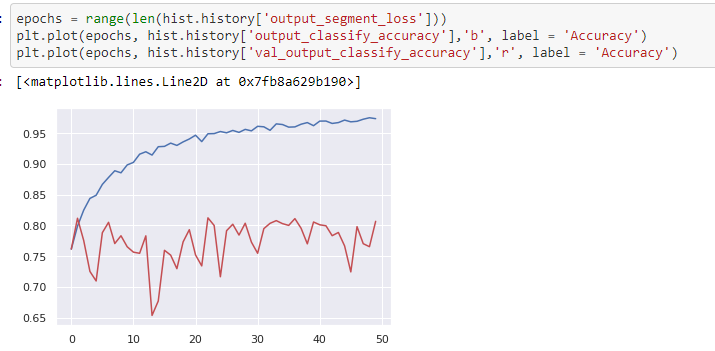 epochs = range(len(hist.history['output_segment_loss']))
plt.plot(epochs, hist.history['output_classify_accuracy'],'b', label = 'Accuracy')
plt.plot(epochs, hist.history['val_output_classify_accuracy'],'r', label = 'Accuracy')
[<matplotlib.lines.Line2D at 0x7fb8a629b190>]
0.95
0.90
0.85
0.80
0.75
0.70
0.65
0 10 20 30 40 50